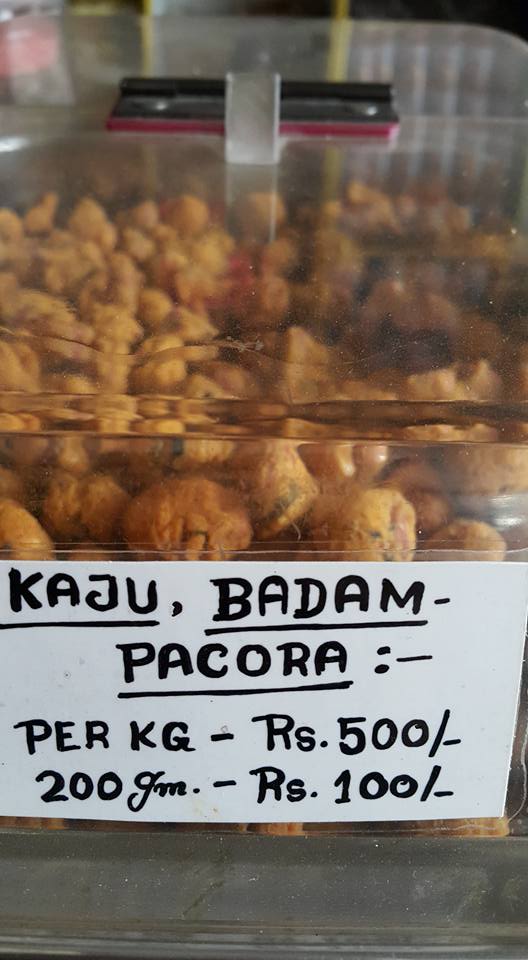 KAJU, BADAM-
PACORA :-
PER KG - Rs. 500/-
200 gm. - Rs. 100/-